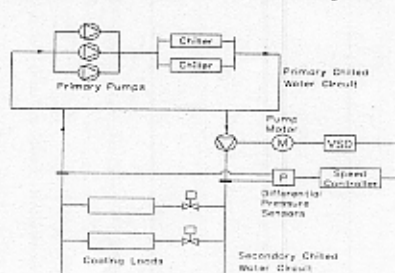 Chiller
Chiller
Primary Pumps
Primary Chilled
Water Circuit
Pump
Motor
M
VSD
P
Speed
Controller
Differential
Pressure
Sensors
Cooling Loads
Secondary Chilled
Water Circuit